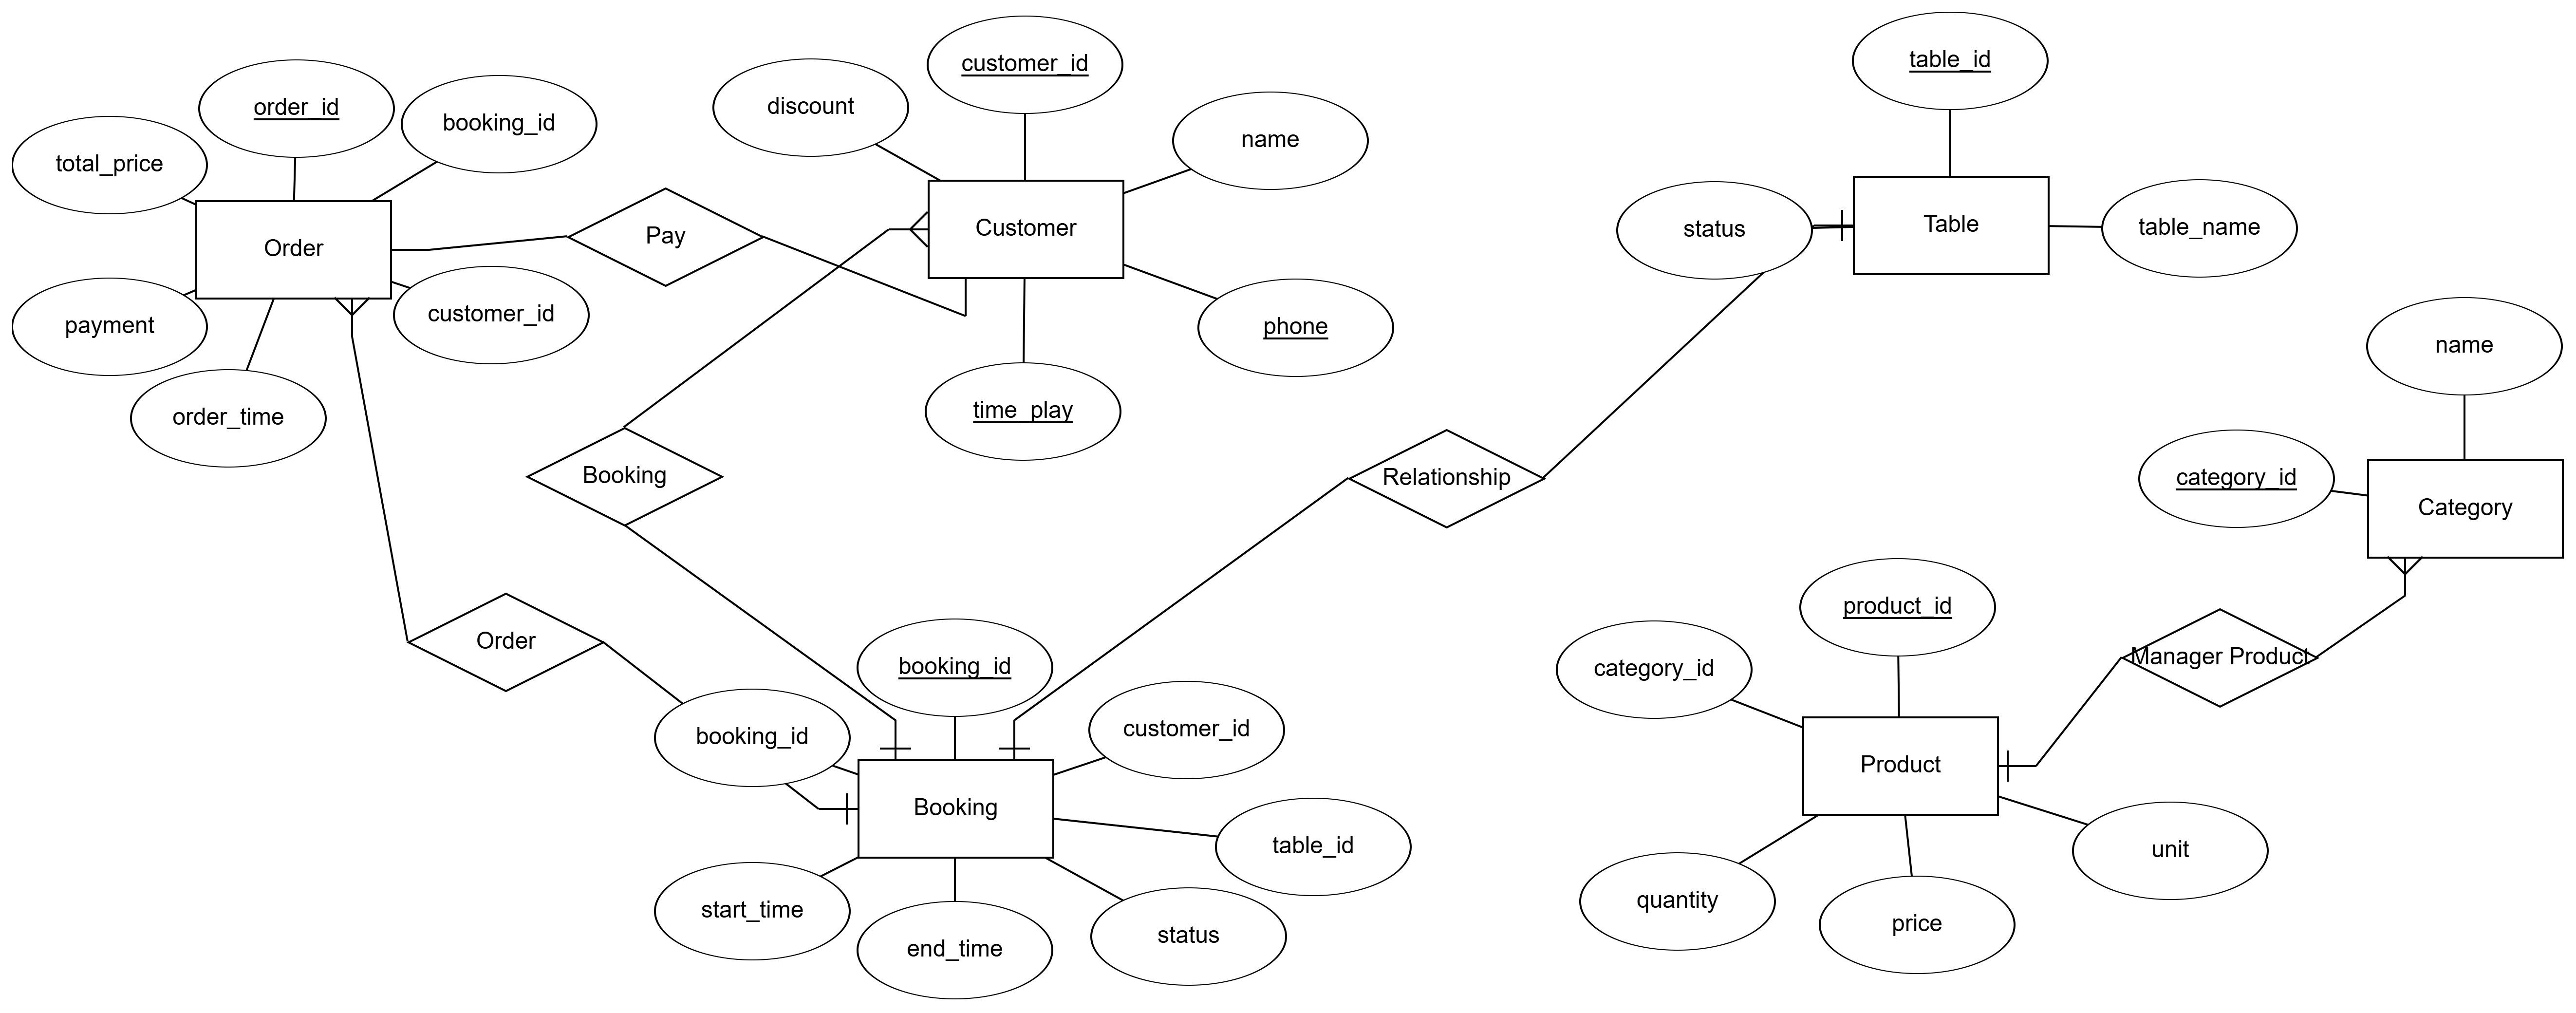 table_id
customer_id
discount
order_id
booking_id
name
total_price
status
Table
table_name
Customer
Pay
Order
customer_id
payment
phone
name
time_play
order_time
Booking
Relationship
category_id
Category
product_id
Order
Manager Product
booking_id
category_id
customer_id
booking_id
Product
Booking
table_id
unit
quantity
start_time
price
status
end_time